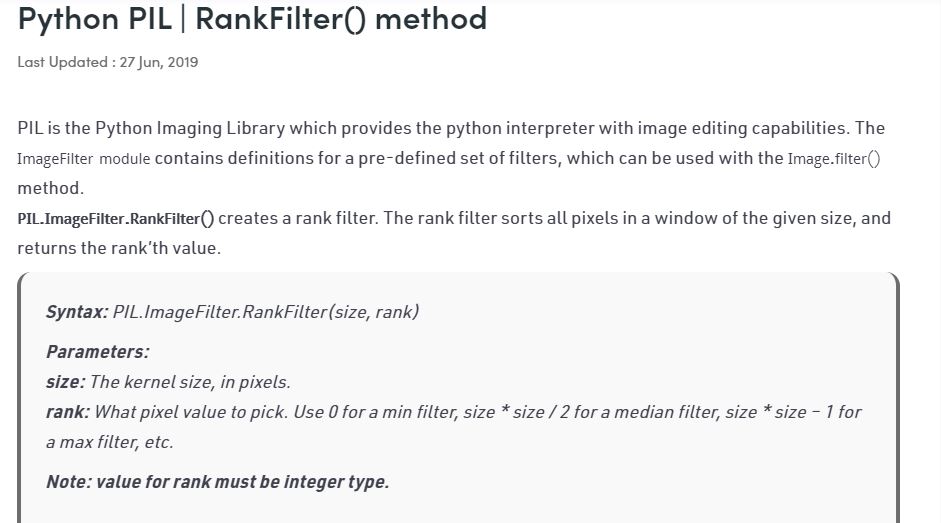 Python PIL | RankFilter() method
Last Updated : 27 Jun, 2019
PIL is the Python Imaging Library which provides the python interpreter with image editing capabilities. The
ImageFilter module contains definitions for a pre-defined set of filters, which can be used with the Image.filter()
method.
PIL.ImageFilter.RankFilter() creates a rank filter. The rank filter sorts all pixels in a window of the given size, and
returns the rank’th value.
Syntax: PIL.ImageFilter.RankFilter(size, rank)
Parameters:
size: The kernel size, in pixels.
rank: What pixel value to pick. Use 0 for a min filter, size * size / 2 for a median filter, size * size – 1 for
a max filter, etc.
Note: value for rank must be integer type.